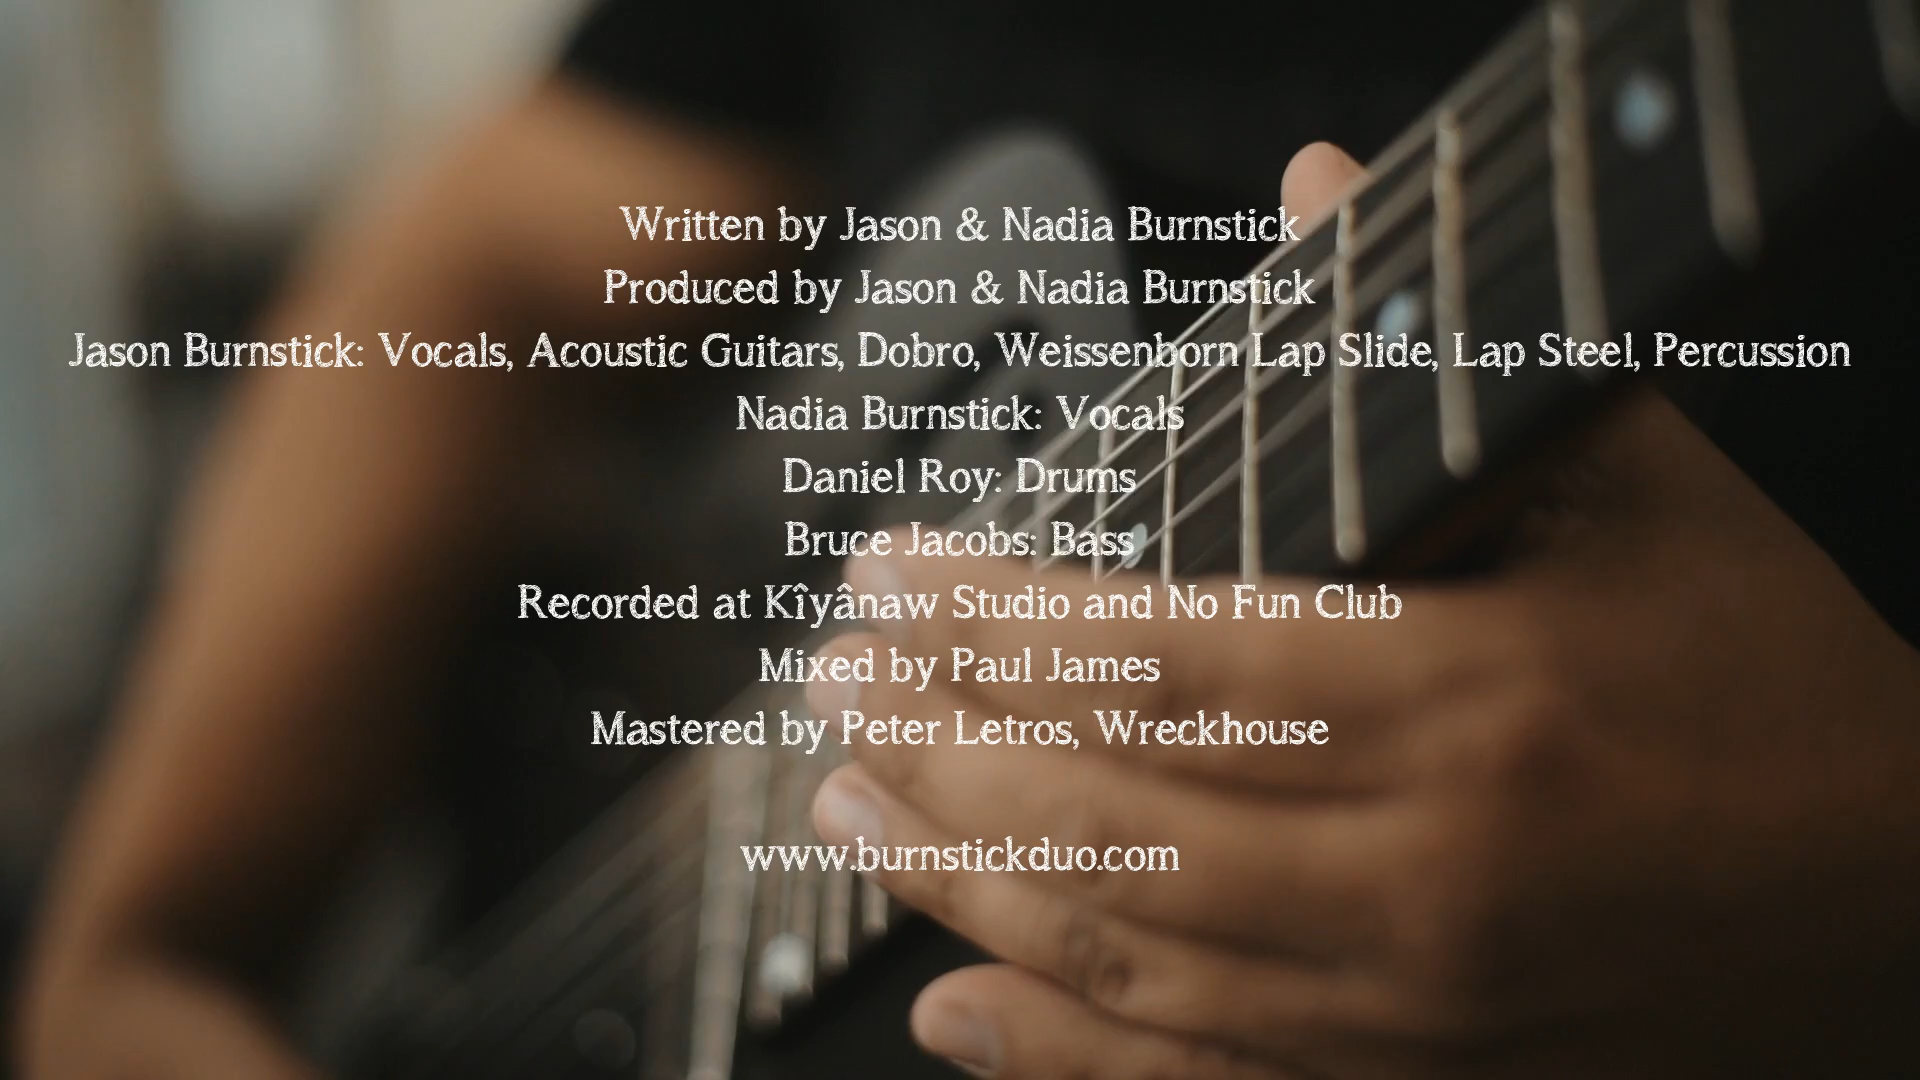 Written by Jason & Nadia Burnstick
Produced by Jason & Nadia Burnstick
Jason Burnstick: Vocals, Acoustic Guitars, Dobro, Weissenborn Lap Slide, Lap Steel, Percussion
Nadia Burnstick: Vocals
Daniel Roy: Drums
Bruce Jacobs: Bass
Recorded at Kîyânaw Studio and No Fun Club
Mixed by Paul James
Mastered by Peter Letros, Wreckhouse
www.burnstickduo.com